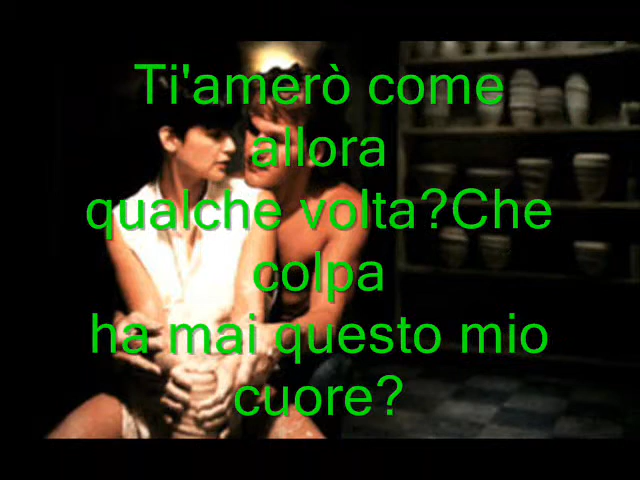 Ti'amerò come
allora
qualche volta?Che
colpa
ha mai questo mio
cuore?